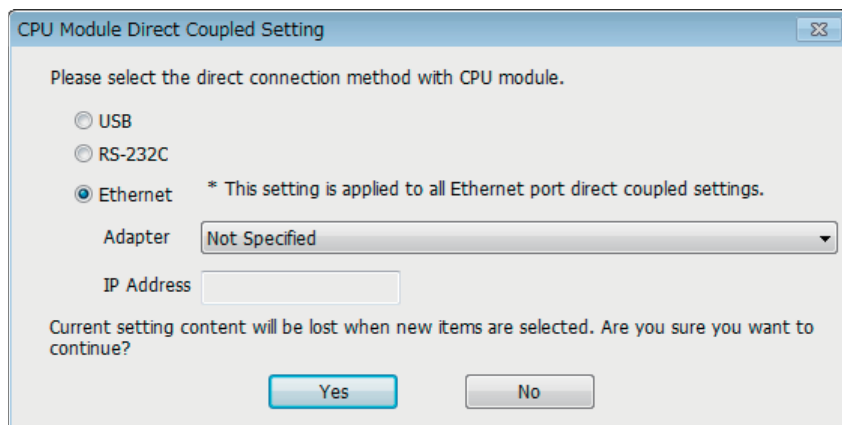 CPU Module Direct Coupled Setting
Please select the direct connection method with CPU module.
USB
RS-232C
Ethernet * This setting is applied to all Ethernet port direct coupled settings.
Adapter Not Specified
IP Address
Current setting content will be lost when new items are selected. Are you sure you want to
continue?
Yes No